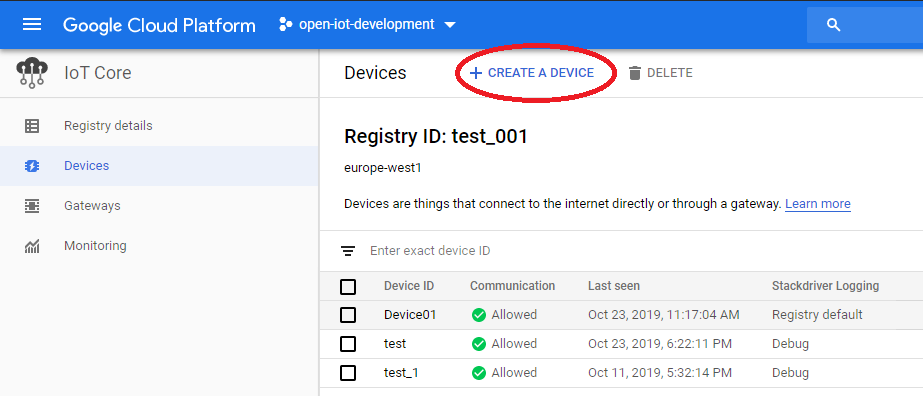 Google Cloud Platform open-iot-development
IoT Core
Devices CREATE A DEVICE DELETE
Registry details
Devices
Gateways
Monitoring
Registry ID: test_001
europe-west1
Devices are things that connect to the internet directly or through a gateway. Learn more
Enter exact device ID
Device ID Communication Last seen Stackdriver Logging
Device01 Allowed Oct 23, 2019, 11:17:04 AM Registry default
test Allowed Oct 23, 2019, 6:22:11 PM Debug
test_1 Allowed Oct 11, 2019, 5:32:14 PM Debug